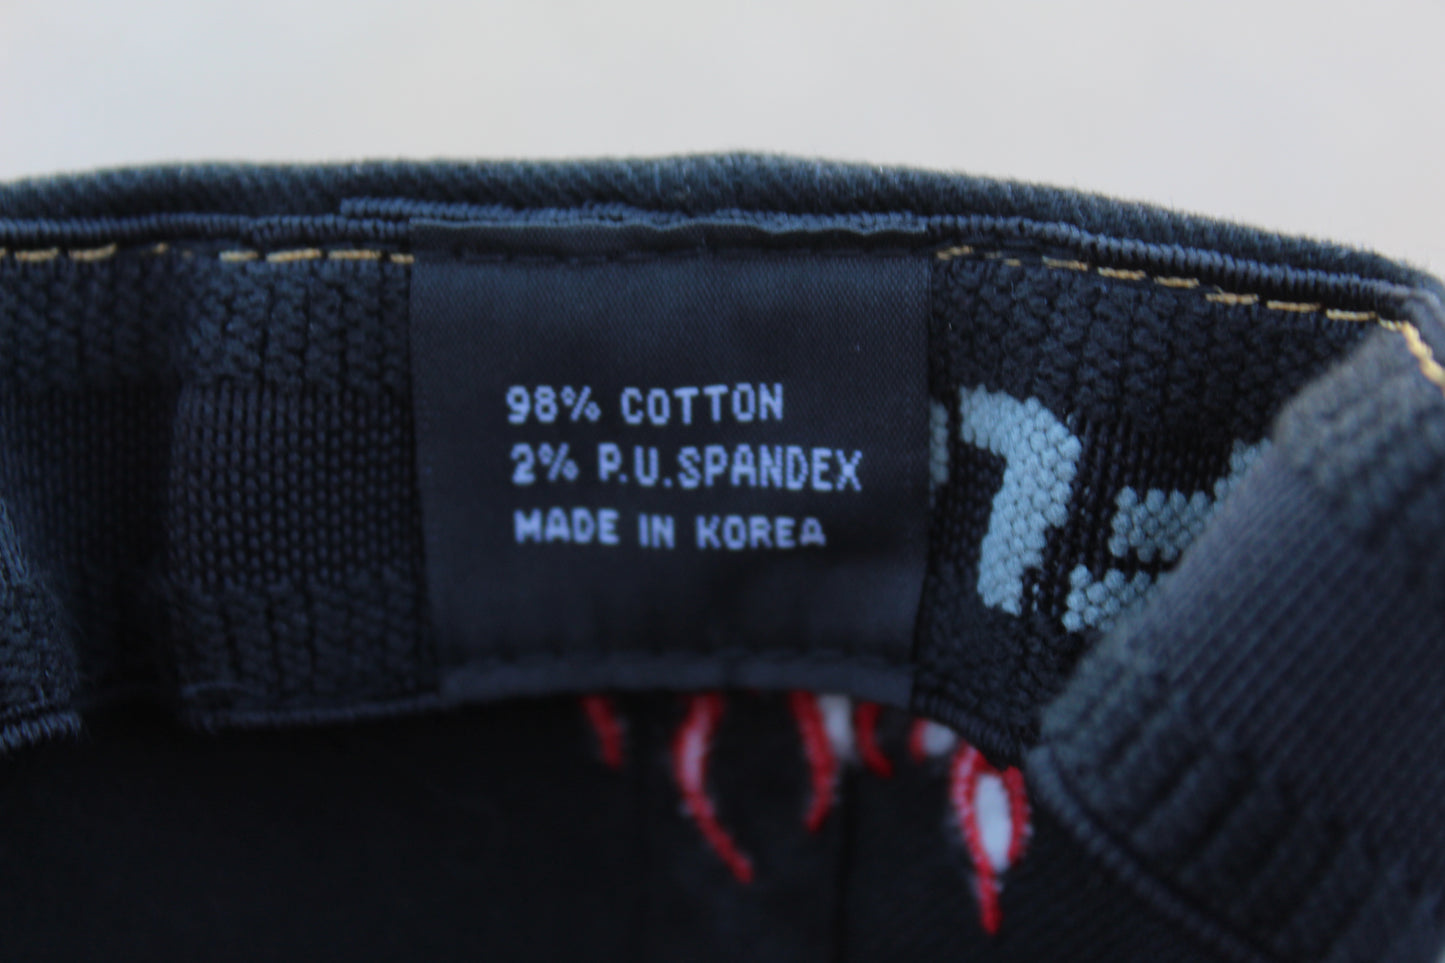 98% COTTON
2% P.U.SPANDEX
MADE IN KOREA